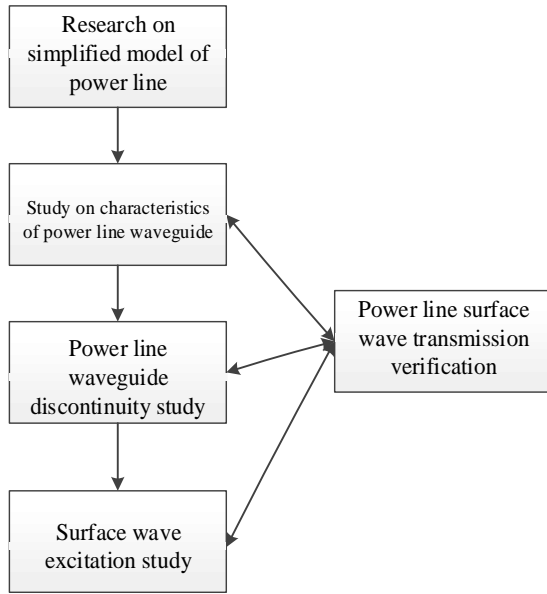 Research on
simplified model of
power line
Study on characteristics
of power line waveguide
Power line
waveguide
discontinuity study
Surface wave
excitation study
Power line surface
wave transmission
verification